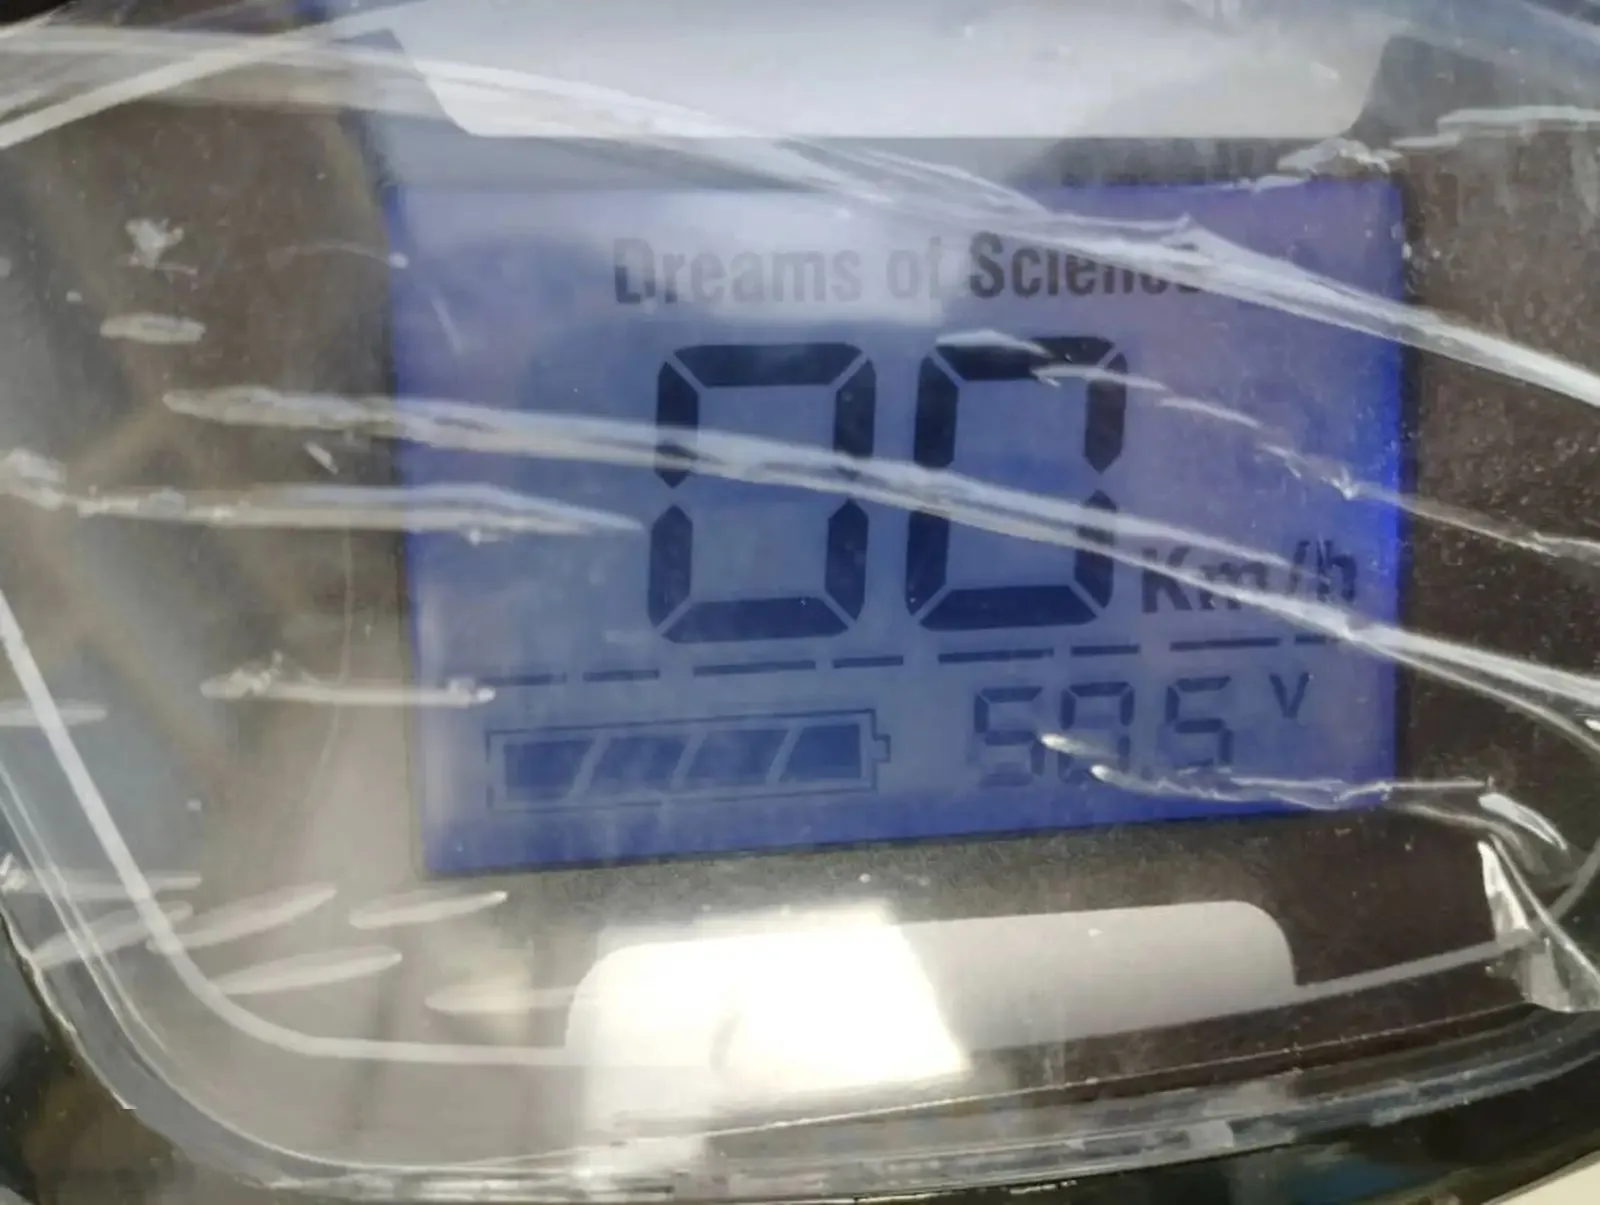 Dreams of Science
00 Km/h
V